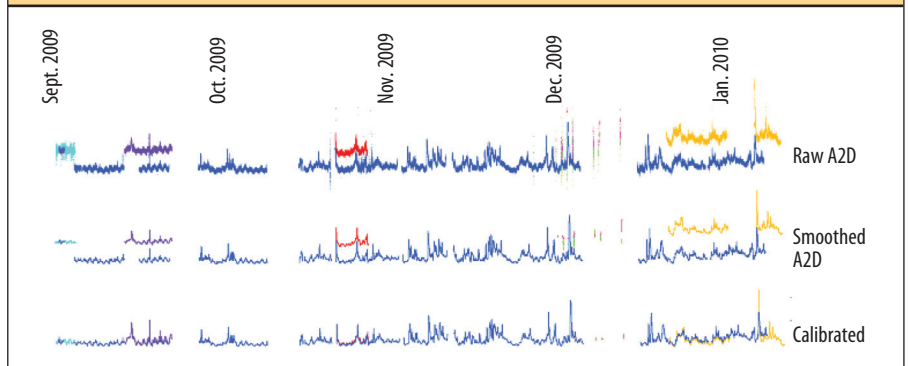 Sept. 2009
Oct. 2009
Nov. 2009
Dec. 2009
Jan. 2010
Raw A2D
Smoothed
A2D
Calibrated